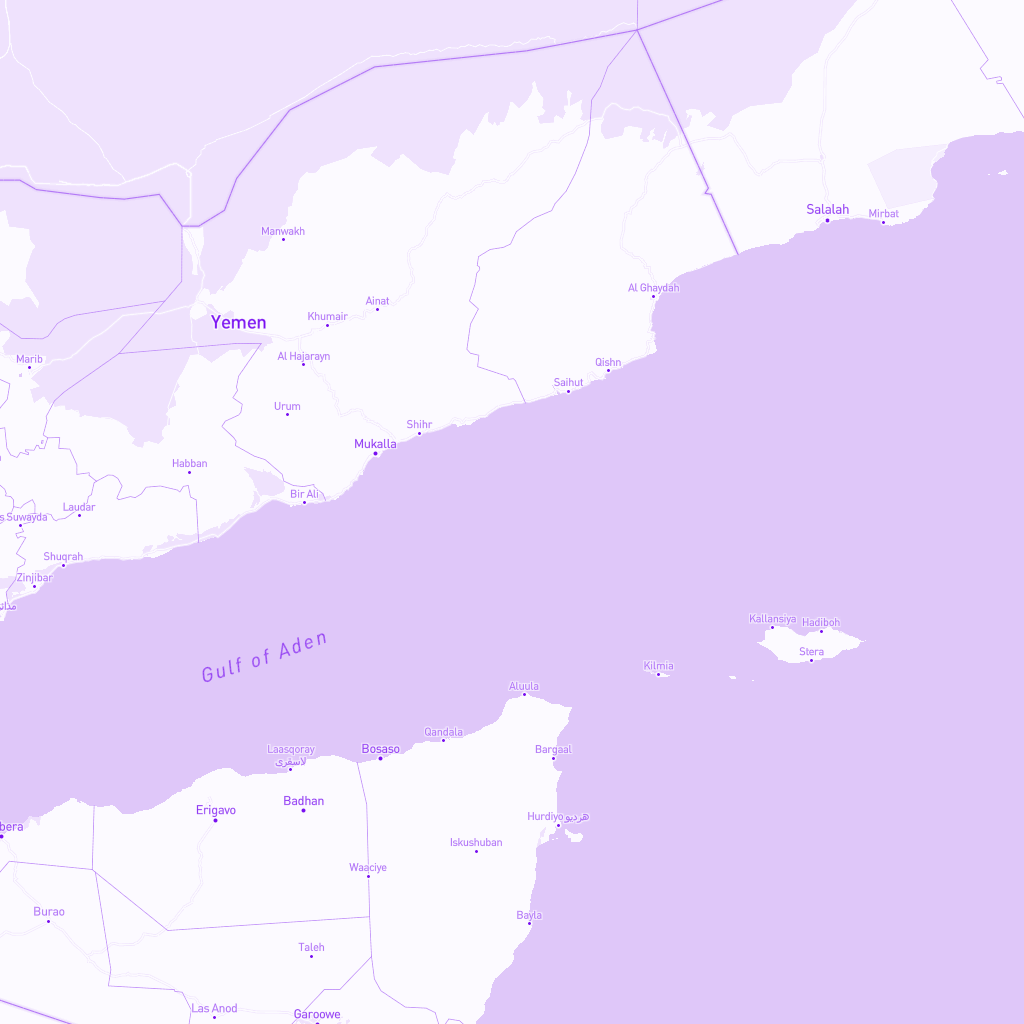 Salalah
Mirbat
Manwakh
Al Ghaydah
Ainat
Khumair
Yemen
Al Hajarayn
Marib
Qishn
Saihut
Urum
Shihr
Mukalla
Habban
Bir Ali
Laudar
s Suwayda
Shuqrah
Zinjibar
Kallansiya
Hadiboh
Gulf of Aden
Stera
Kilmia
Aluula
Qandala
Bosaso
Laasqoray
لاسقری
Bargaal
Badhan
Erigavo
Hurdiyo هرديو
bera
Iskushuban
Waaciye
Burao
Bayla
Taleh
Las Anod
Garoowe